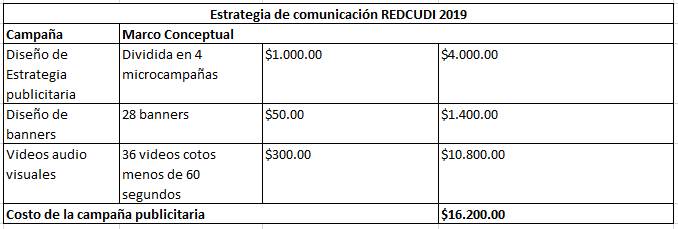 Estrategia de comunicación REDCUDI 2019
Campaña Marco Conceptual
Diseño de Dividida en 4 $1.000.00 $4.000.00
Estrategia microcampañas
publicitaria
Diseño de 28 banners $50.00 $1.400.00
banners
Videos audio 36 videos cotos $300.00 $10.800.00
visuales menos de 60
segundos
Costo de la campaña publicitaria $16.200.00